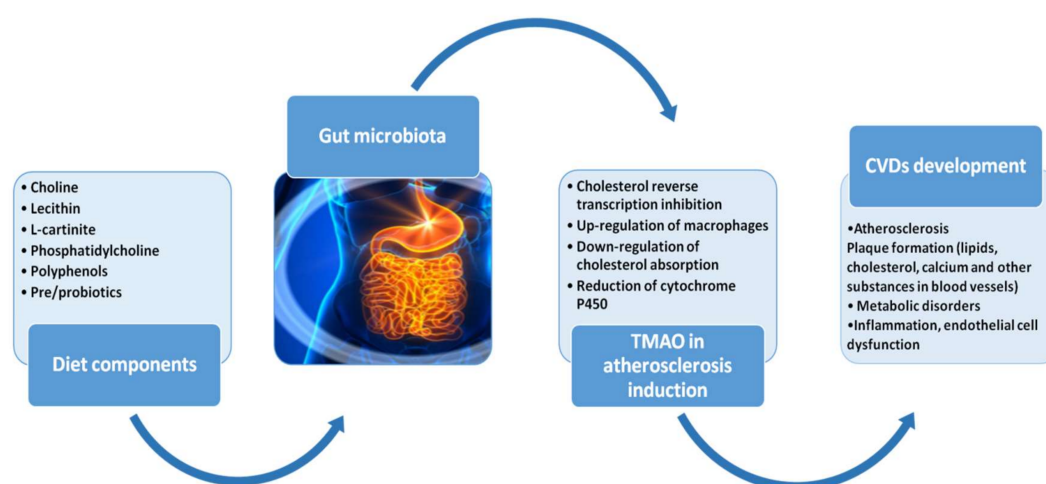 Gut microbiota
• Choline
• Lecithin
• L-cartinite
• Phosphatidylcholine
• Polyphenols
• Pre/probiotics
Diet components
• Cholesterol reverse
transcription inhibition
• Up-regulation of macrophages
• Down-regulation of
cholesterol absorption
• Reduction of cytochrome
P450
TMAO in
atherosclerosis
induction
CVDs development
•Atherosclerosis
Plaque formation (lipids,
cholesterol, calcium and other
substances in blood vessels)
• Metabolic disorders
•Inflammation, endothelial cell
dysfunction